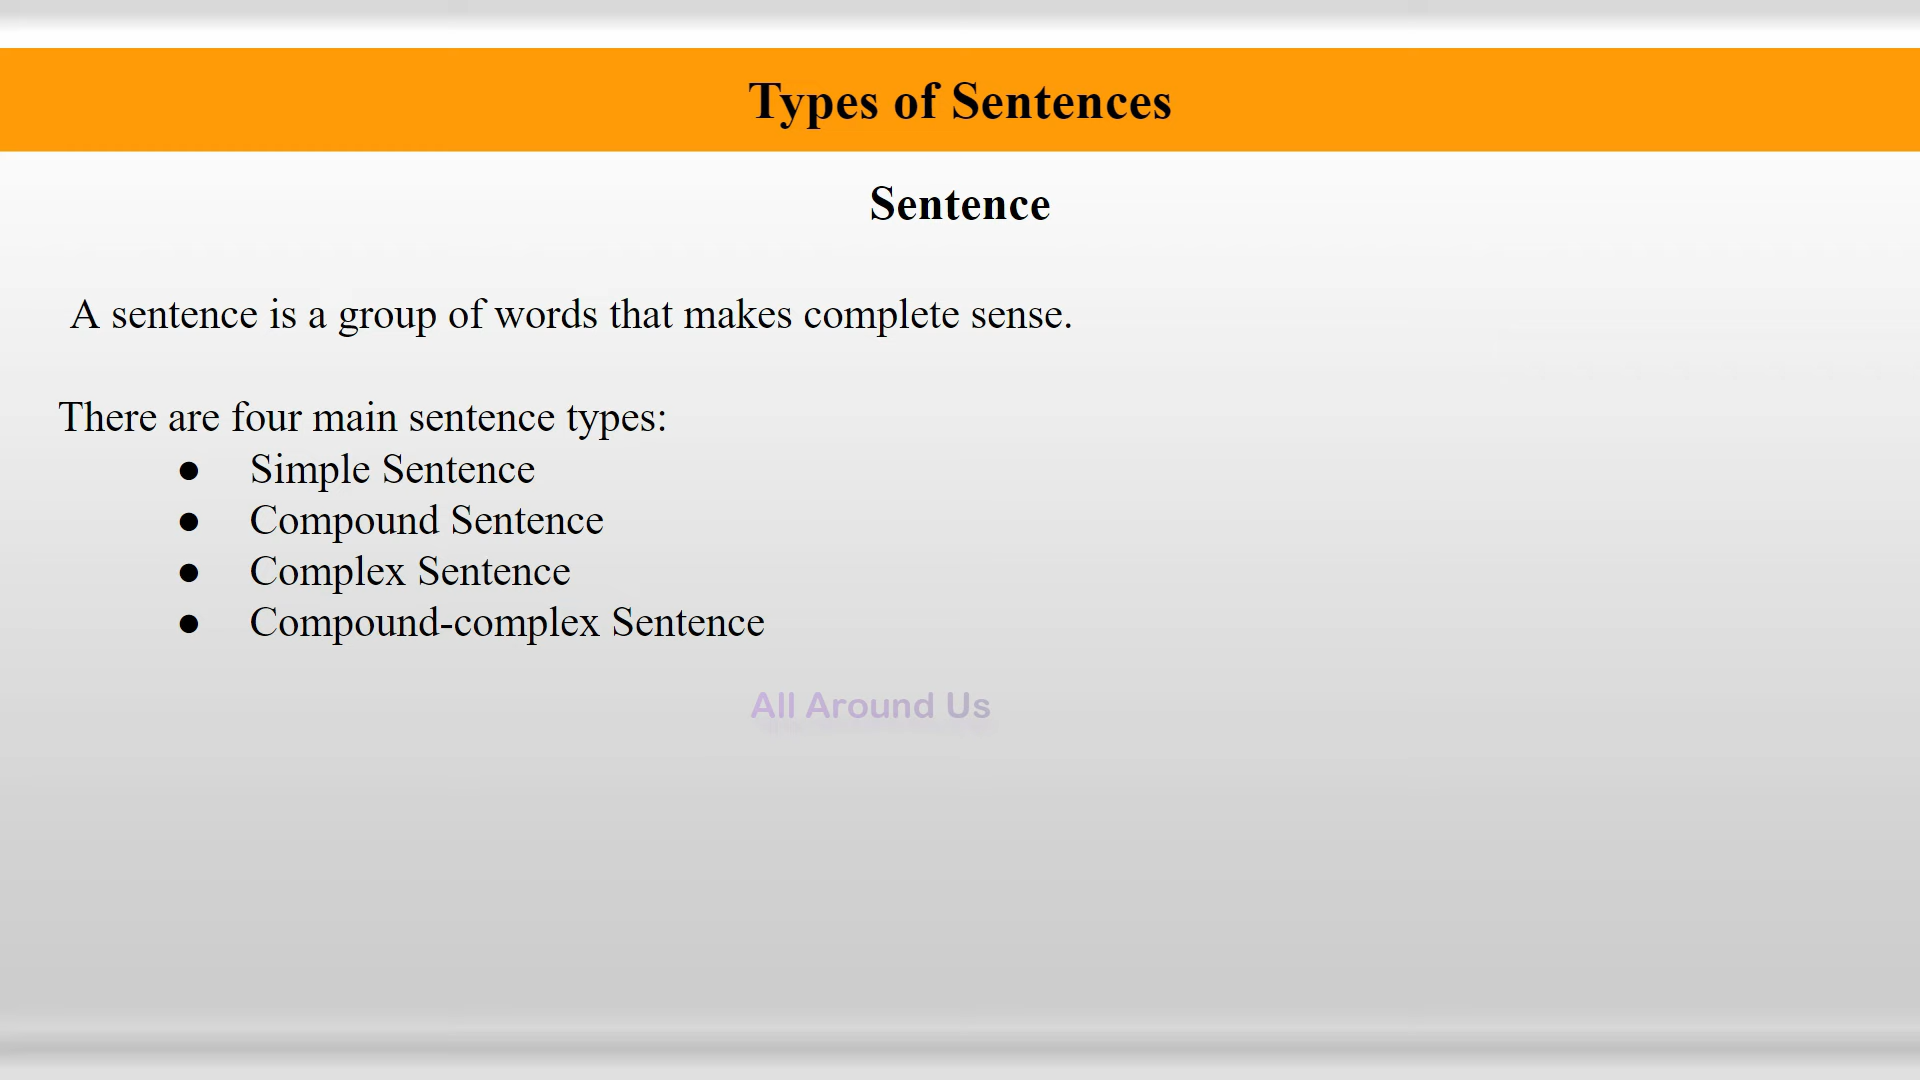 Types of Sentences
Sentence
A sentence is a group of words that makes complete sense.
There are four main sentence types:
● Simple Sentence
● Compound Sentence
● Complex Sentence
● Compound-complex Sentence
All Around Us